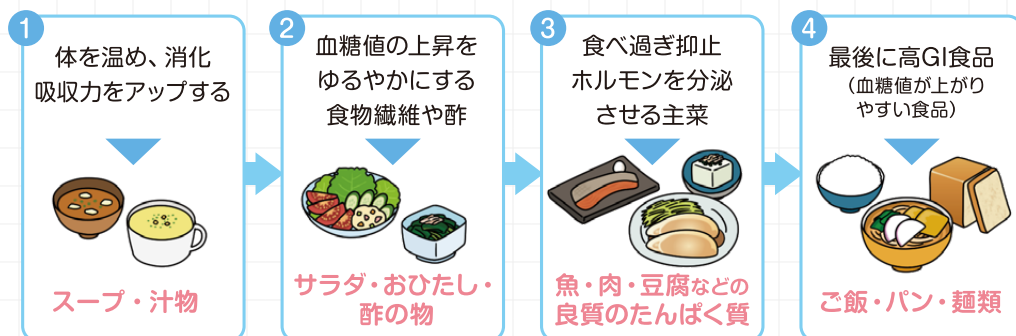 1
体を温め、消化
吸収力をアップする
スープ・汁物
2
血糖値の上昇を
ゆるやかにする
食物繊維や酢
サラダ・おひたし・
酢の物
3
食べ過ぎ抑止
ホルモンを分泌
させる主菜
魚・肉・豆腐などの
良質のたんぱく質
4
最後に高GI食品
（血糖値が上がり
やすい食品）
ご飯・パン・麺類